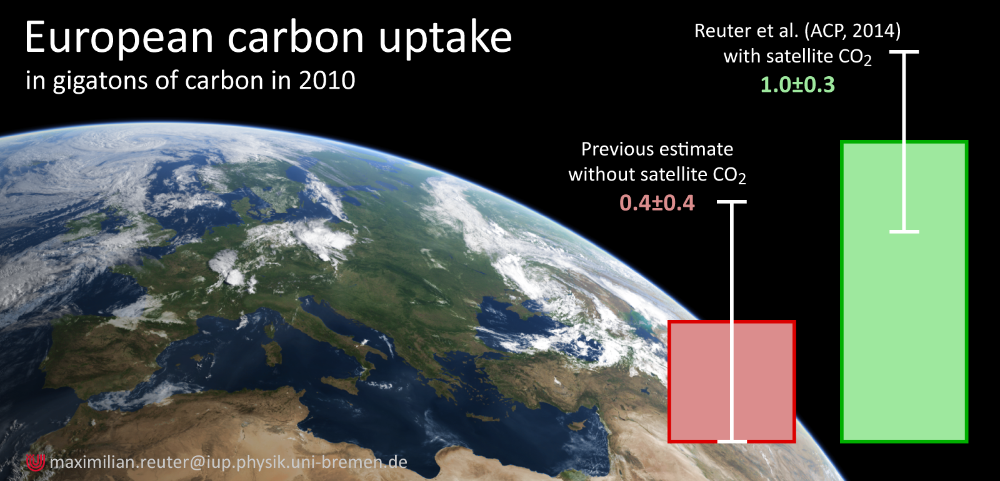 European carbon uptake
in gigatons of carbon in 2010
Reuter et al. (ACP, 2014)
with satellite CO₂
1.0±0.3
Previous estimate
without satellite CO₂
0.4±0.4
maximilian.reuter@iup.physik.uni-bremen.de